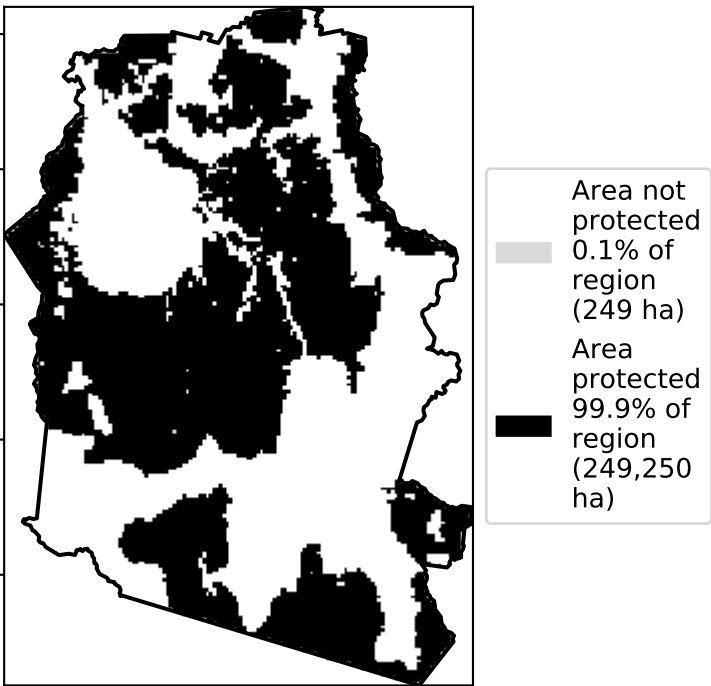 Area not
protected
0.1% of
region
(249 ha)
Area
protected
99.9% of
region
(249,250
ha)